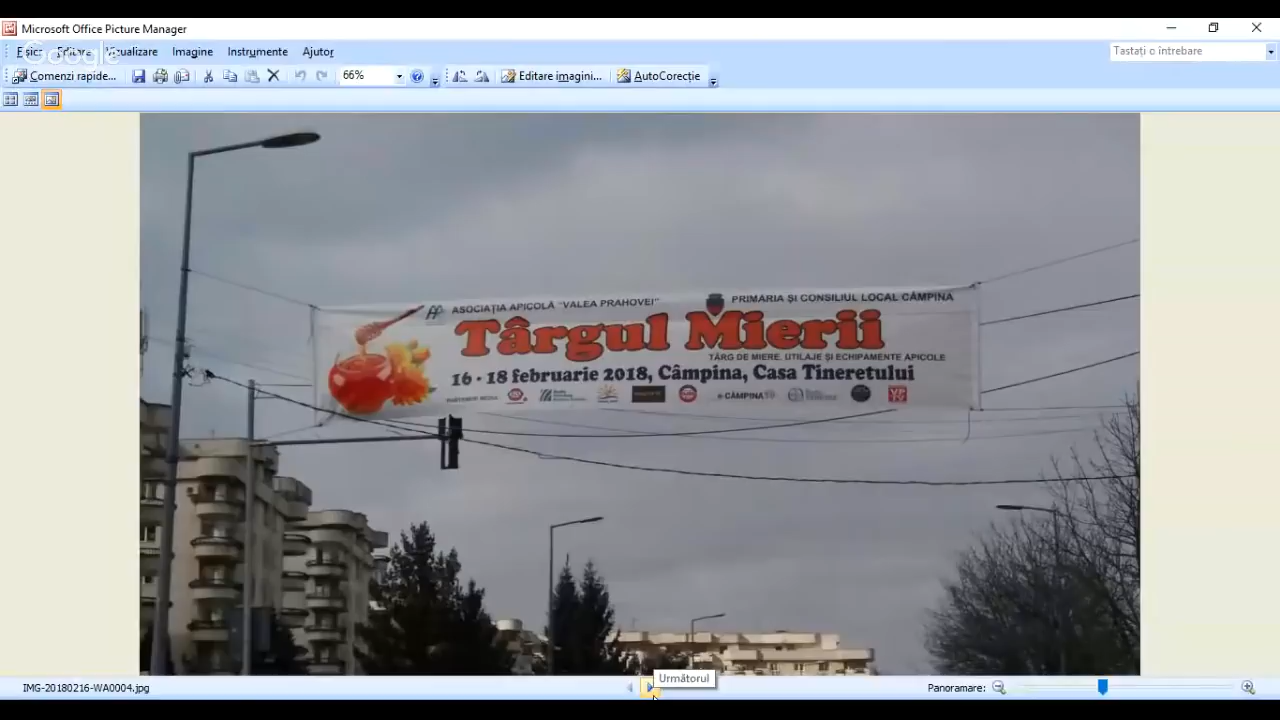 Microsoft Office Picture Manager
Google
Fișier Editare Vizualizare Imagine Instrumente Ajutor
Tastați o întrebare
Comenzi rapide... 66% Editare imagini... AutoCorecție
ASOCIAȚIA APICOLĂ "VALEA PRAHOVEI" PRIMĂRIA ȘI CONSILIUL LOCAL CÂMPINA
Târgul Mierii
TÂRG DE MIERE, UTILAJE ȘI ECHIPAMENTE APICOLE
16 - 18 februarie 2018, Câmpina, Casa Tineretului
CÂMPINA
Următorul
IMG-20180216-WA0004.jpg
Panoramare: